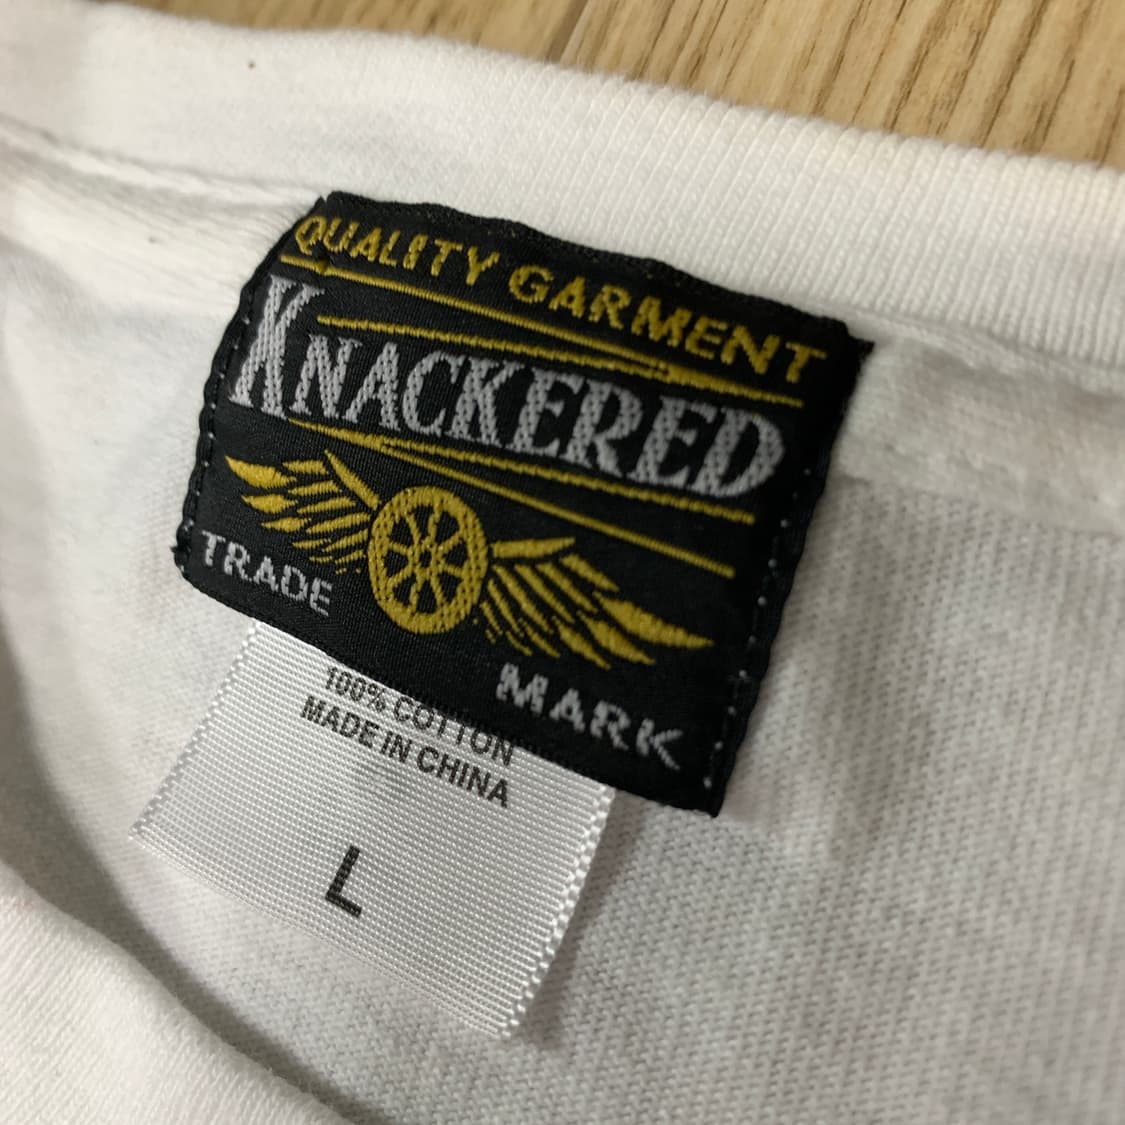 QUALITY GARMENT
KNACKERED
TRADE
MARK
100% COTTON
MADE IN CHINA
L